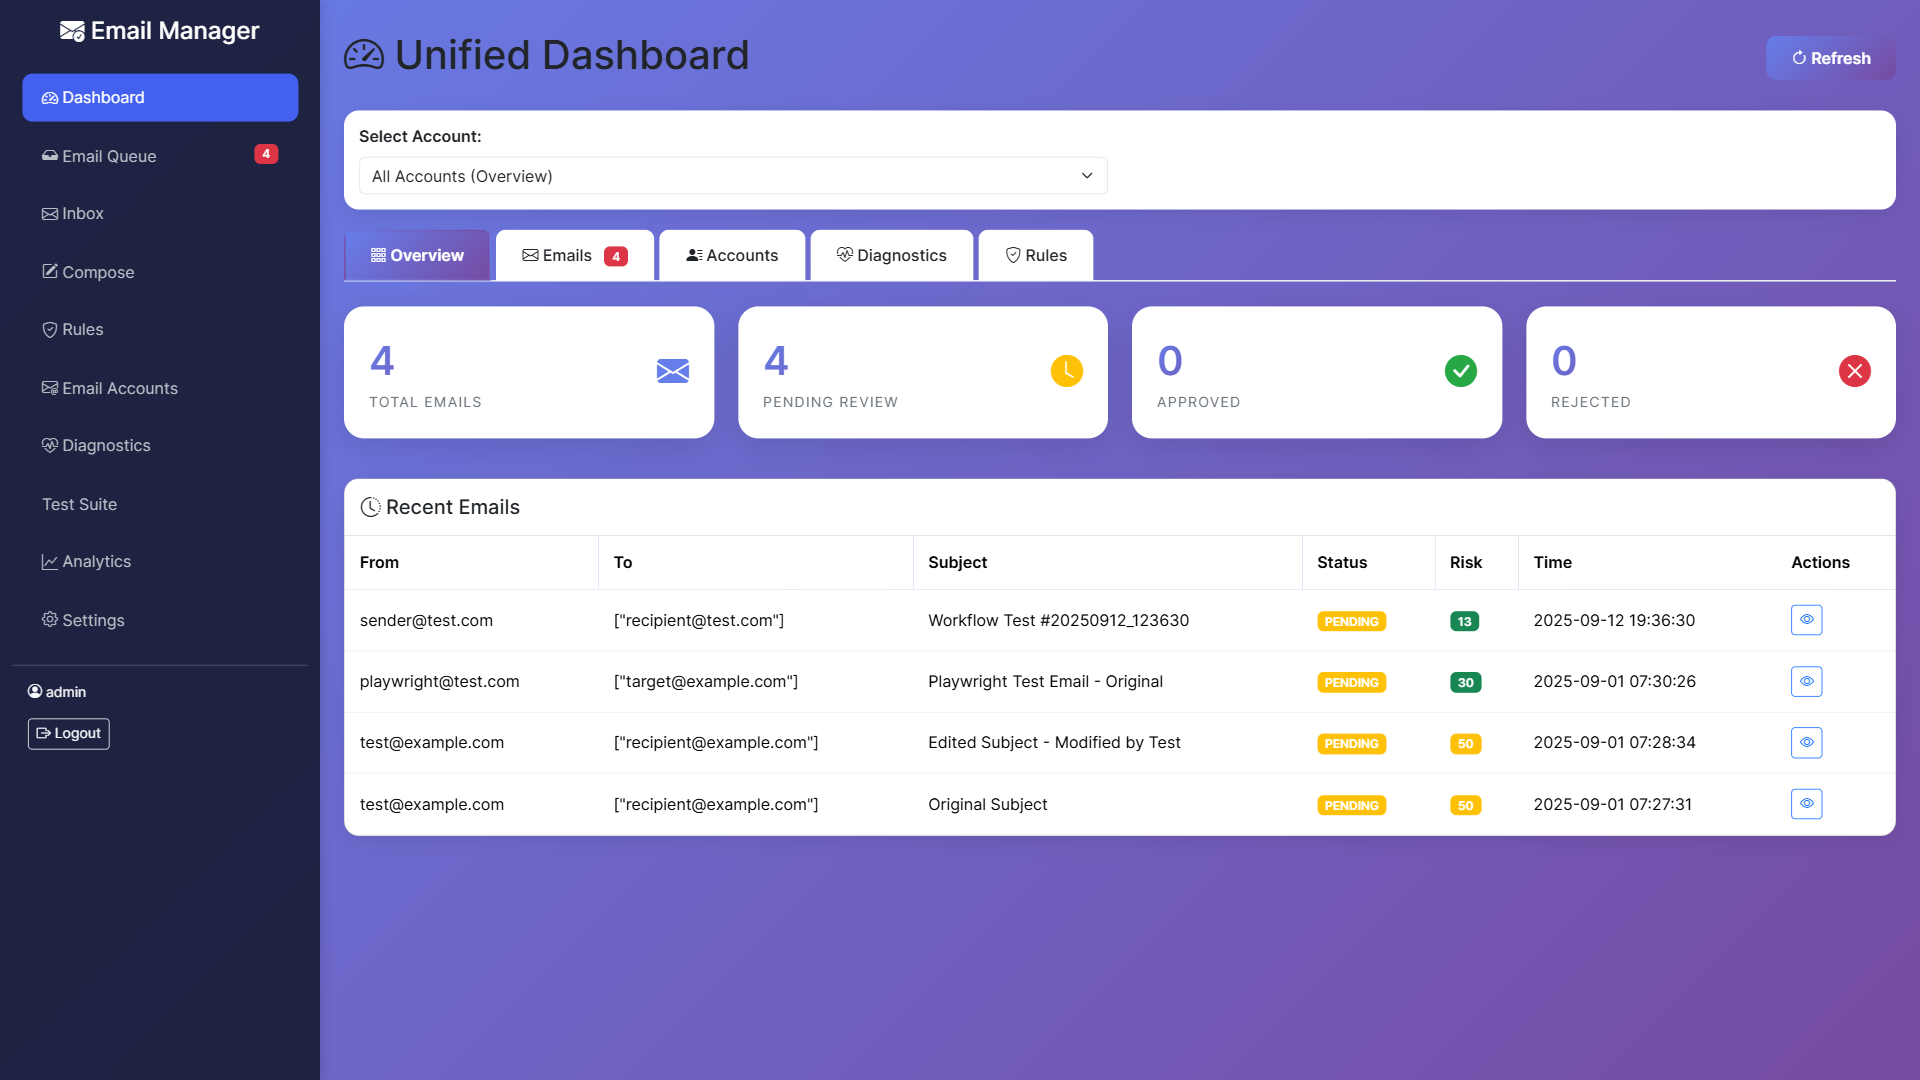 Email Manager
Dashboard
Email Queue 4
Inbox
Compose
Rules
Email Accounts
Diagnostics
Test Suite
Analytics
Settings
admin
Logout
Unified Dashboard
Refresh
Select Account:
All Accounts (Overview)
Overview Emails 4 Accounts Diagnostics Rules
4
TOTAL EMAILS
4
PENDING REVIEW
0
APPROVED
0
REJECTED
Recent Emails
From To Subject Status Risk Time Actions
sender@test.com ["recipient@test.com"] Workflow Test #20250912_123630 PENDING 13 2025-09-12 19:36:30
playwright@test.com ["target@example.com"] Playwright Test Email - Original PENDING 30 2025-09-01 07:30:26
test@example.com ["recipient@example.com"] Edited Subject - Modified by Test PENDING 50 2025-09-01 07:28:34
test@example.com ["recipient@example.com"] Original Subject PENDING 50 2025-09-01 07:27:31